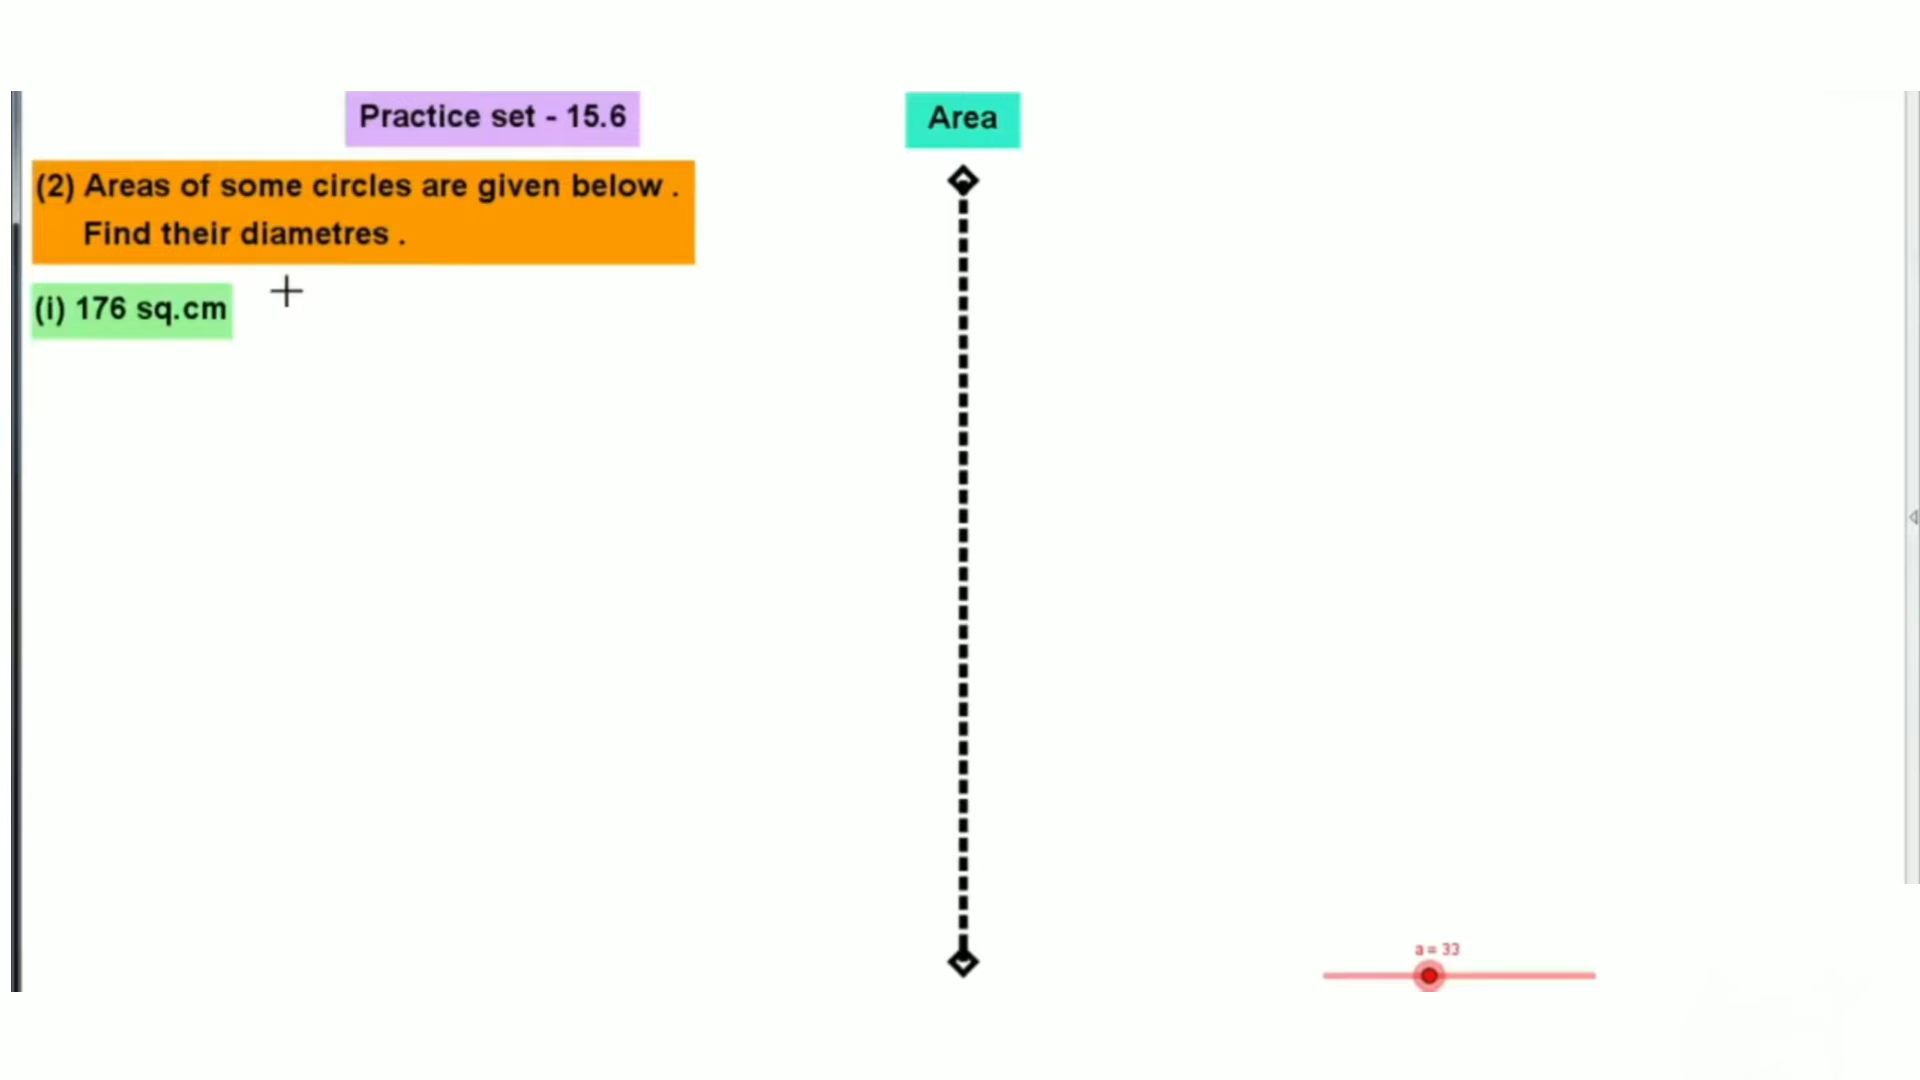 Practice set - 15.6
Area
(2) Areas of some circles are given below .
Find their diametres .
(i) 176 sq.cm
a = 33